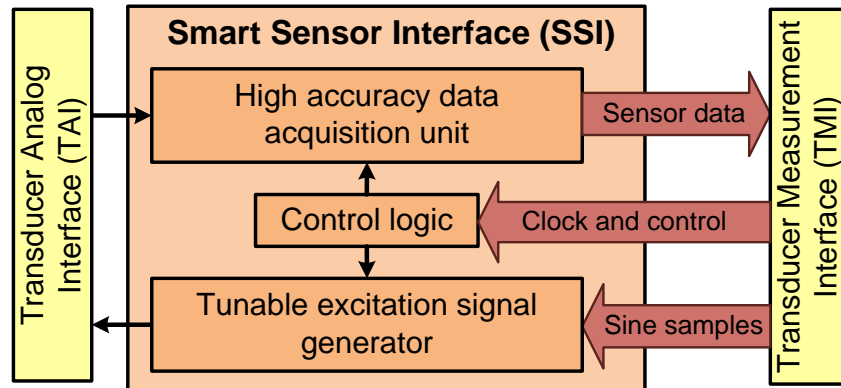 Smart Sensor Interface (SSI)
Transducer Analog
Interface (TAI)
High accuracy data
acquisition unit
Sensor data
Transducer Measurement
Interface (TMI)
Control logic
Clock and control
Tunable excitation signal
generator
Sine samples